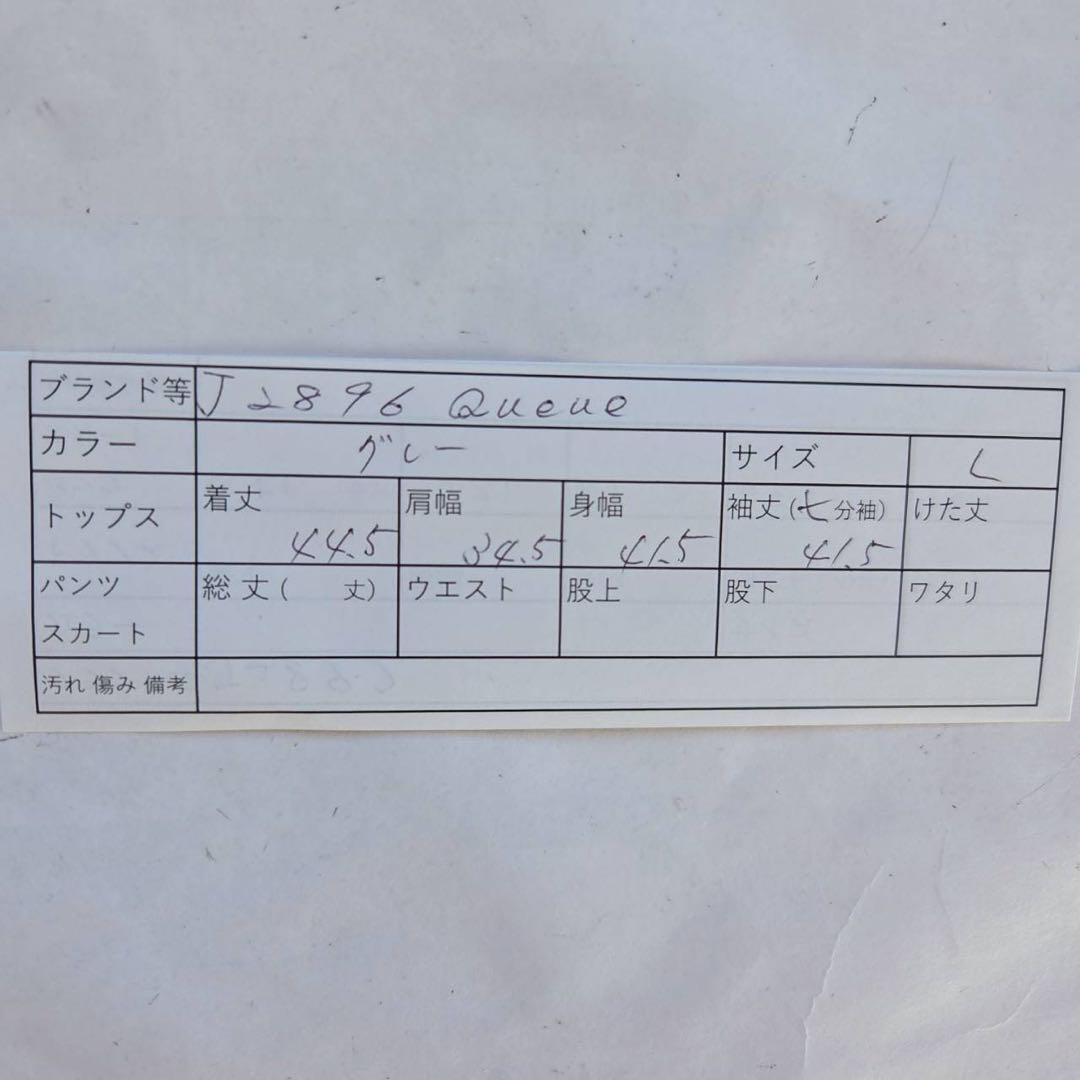 ブランド等 J2896 Queue
カラー グレー サイズ L
トップス 着丈 44.5 肩幅 34.5 身幅 41.5 袖丈(七分袖) 41.5 けた丈
パンツ スカート 総丈( 丈) ウエスト 股上 股下 ワタリ
汚れ 傷み 備考